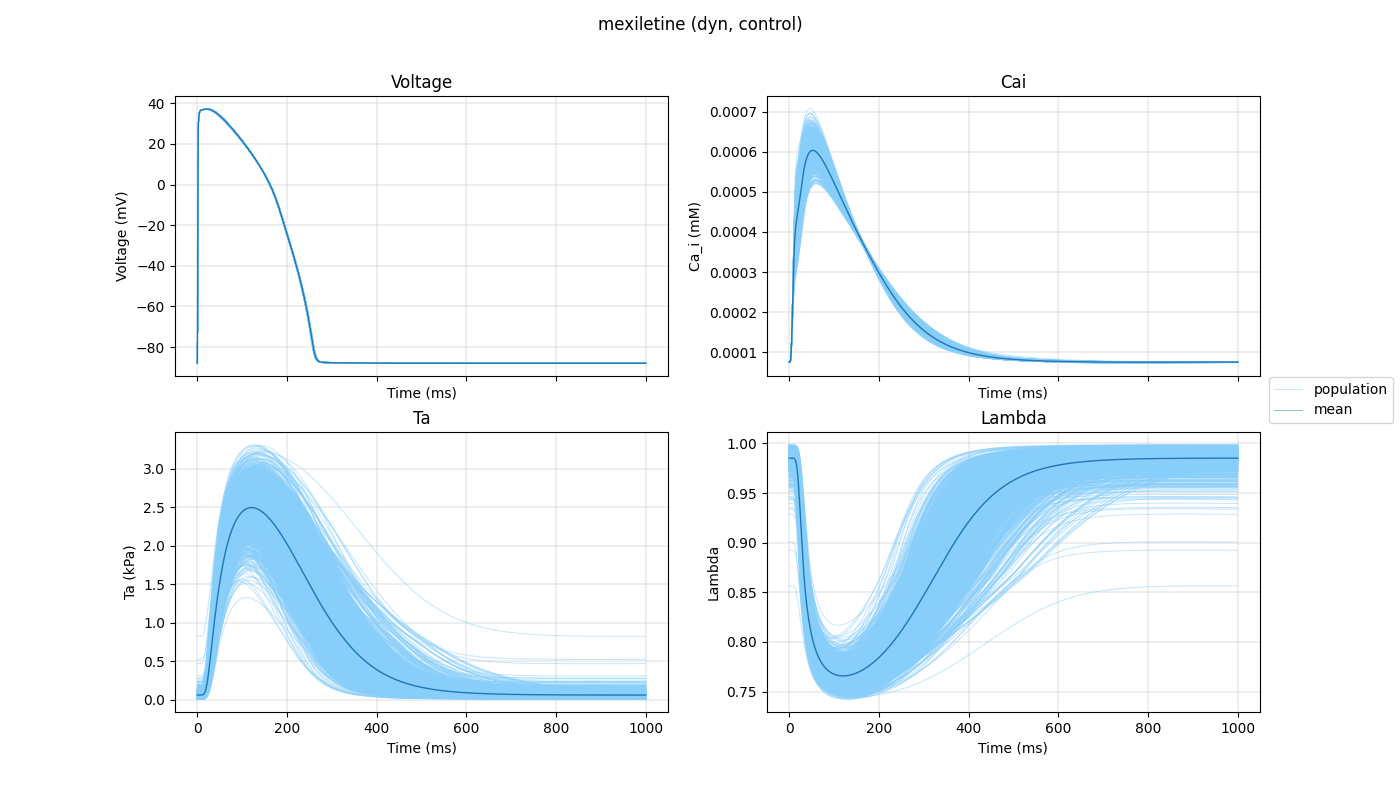 mexiletine (dyn, control)
Voltage
Voltage (mV)
40
20
0
−20
−40
−60
−80
Time (ms)
Cai
Ca_i (mM)
0.0007
0.0006
0.0005
0.0004
0.0003
0.0002
0.0001
Time (ms)
population
mean
Ta
Ta (kPa)
3.0
2.5
2.0
1.5
1.0
0.5
0.0
0 200 400 600 800 1000
Time (ms)
Lambda
Lambda
1.00
0.95
0.90
0.85
0.80
0.75
0 200 400 600 800 1000
Time (ms)